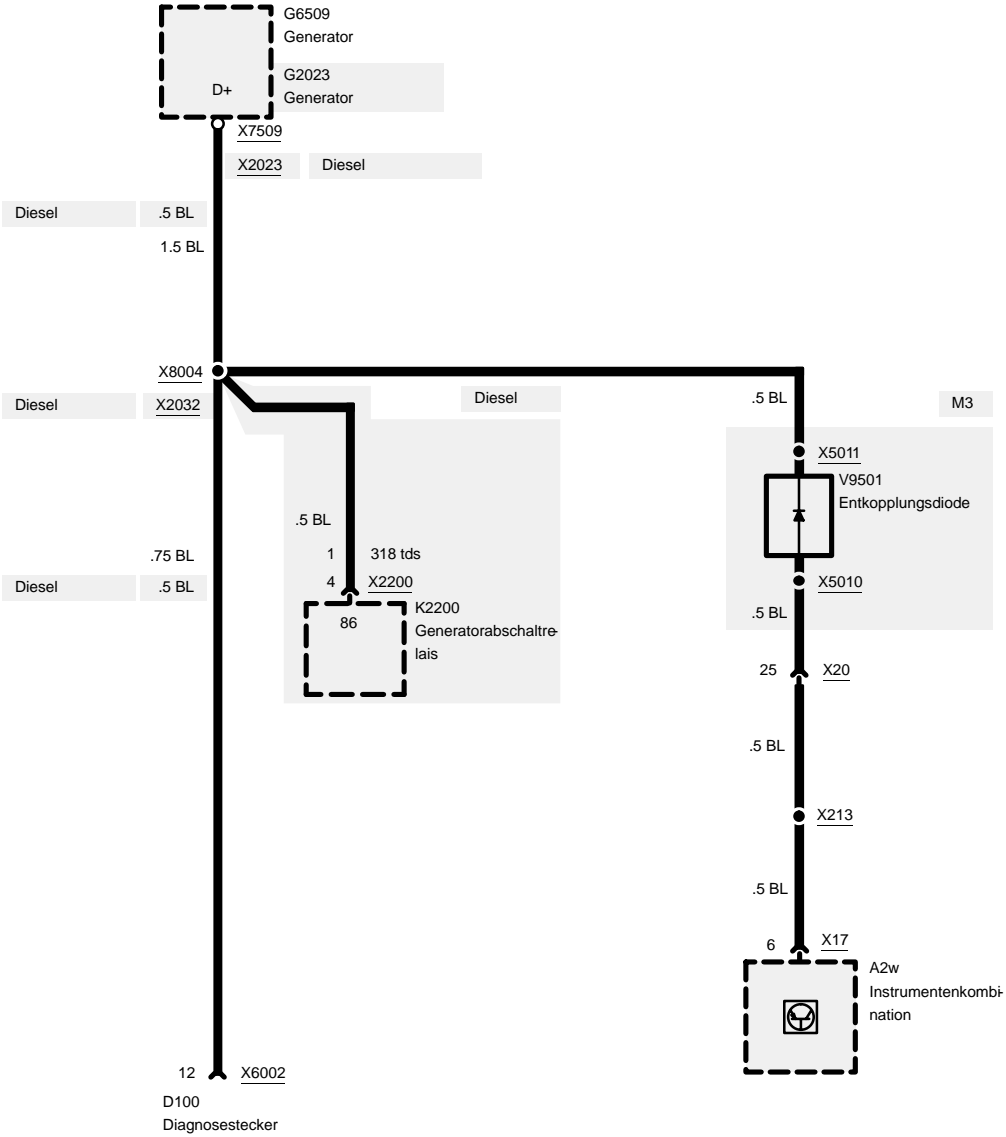 G6509
Generator
G2023
Generator
D+
X7509
X2023 Diesel
Diesel .5 BL
1.5 BL
X8004
Diesel X2032
Diesel
.5 BL
M3
X5011
V9501
Entkopplungsdiode
.5 BL
.75 BL
1 318 tds
4 X2200
Diesel .5 BL
X5010
K2200
86
Generatorabschaltre-
lais
.5 BL
25 X20
.5 BL
X213
.5 BL
6 X17
A2w
Instrumentenkombi-
nation
12 X6002
D100
Diagnosestecker